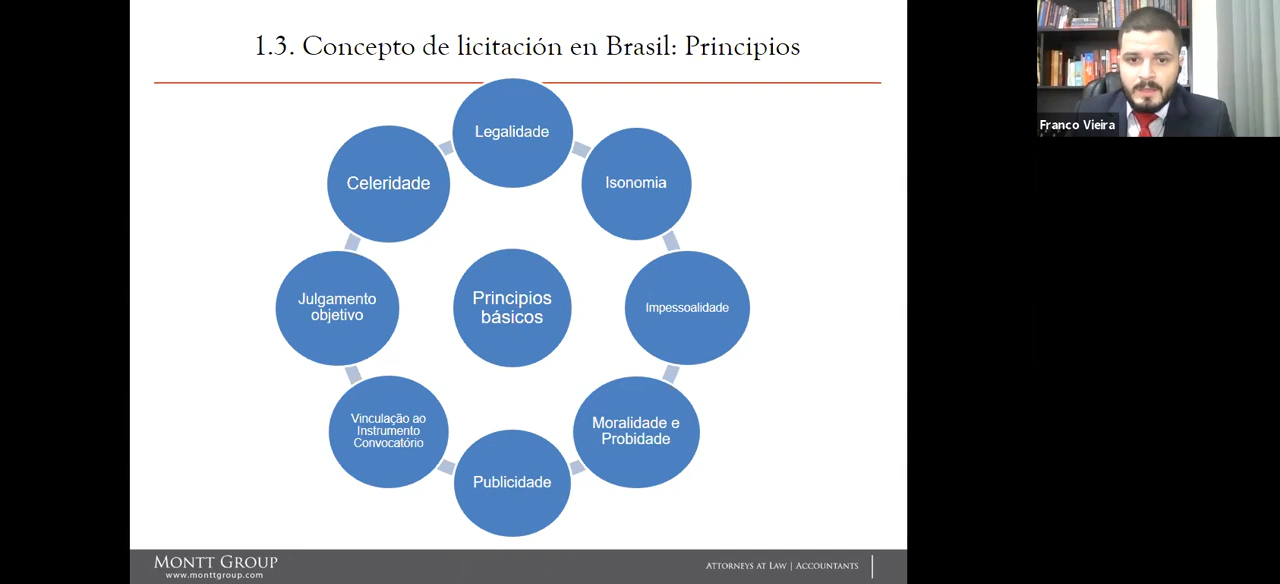 1.3. Concepto de licitación en Brasil: Principios
Legalidade
Isonomia
Impessoalidade
Moralidade e
Probidade
Publicidade
Vinculação ao
Instrumento
Convocatório
Julgamento
objetivo
Celeridade
Principios
básicos
MONTT GROUP
www.monttgroup.com
ATTORNEYS AT LAW | ACCOUNTANTS
Franco Vieira